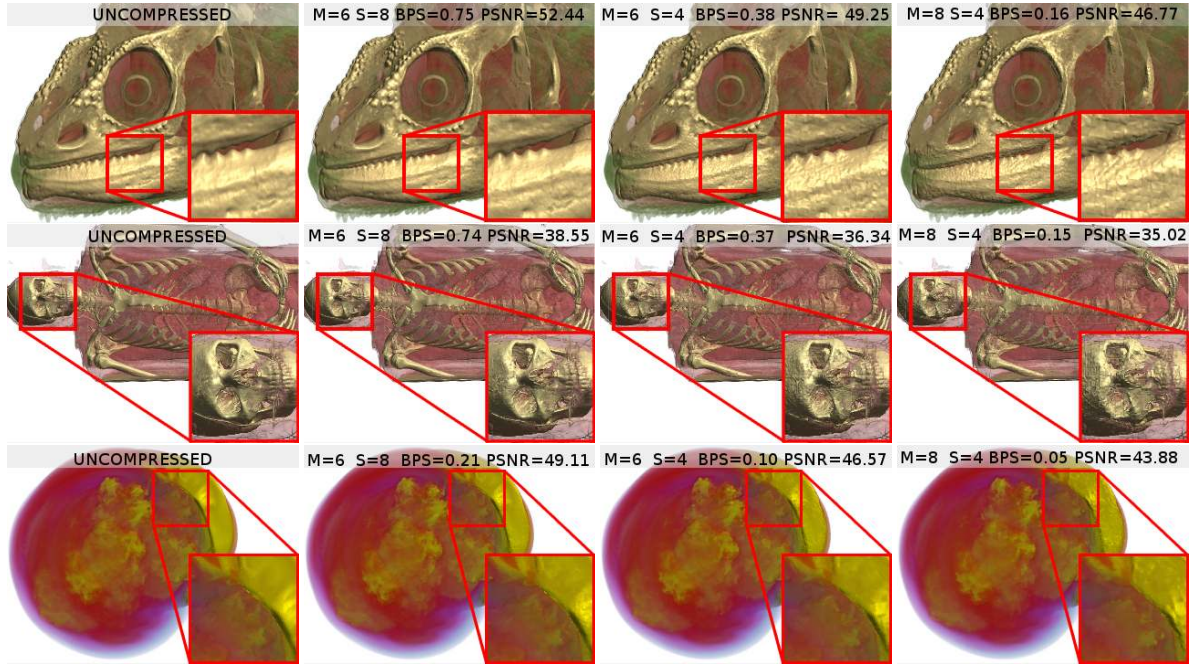 UNCOMPRESSED
M=6 S=8 BPS=0.75 PSNR=52.44
M=6 S=4 BPS=0.38 PSNR= 49.25
M=8 S=4 BPS=0.16 PSNR=46.77
UNCOMPRESSED
M=6 S=8 BPS=0.74 PSNR=38.55
M=6 S=4 BPS=0.37 PSNR=36.34
M=8 S=4 BPS=0.15 PSNR=35.02
UNCOMPRESSED
M=6 S=8 BPS=0.21 PSNR=49.11
M=6 S=4 BPS=0.10 PSNR=46.57
M=8 S=4 BPS=0.05 PSNR=43.88